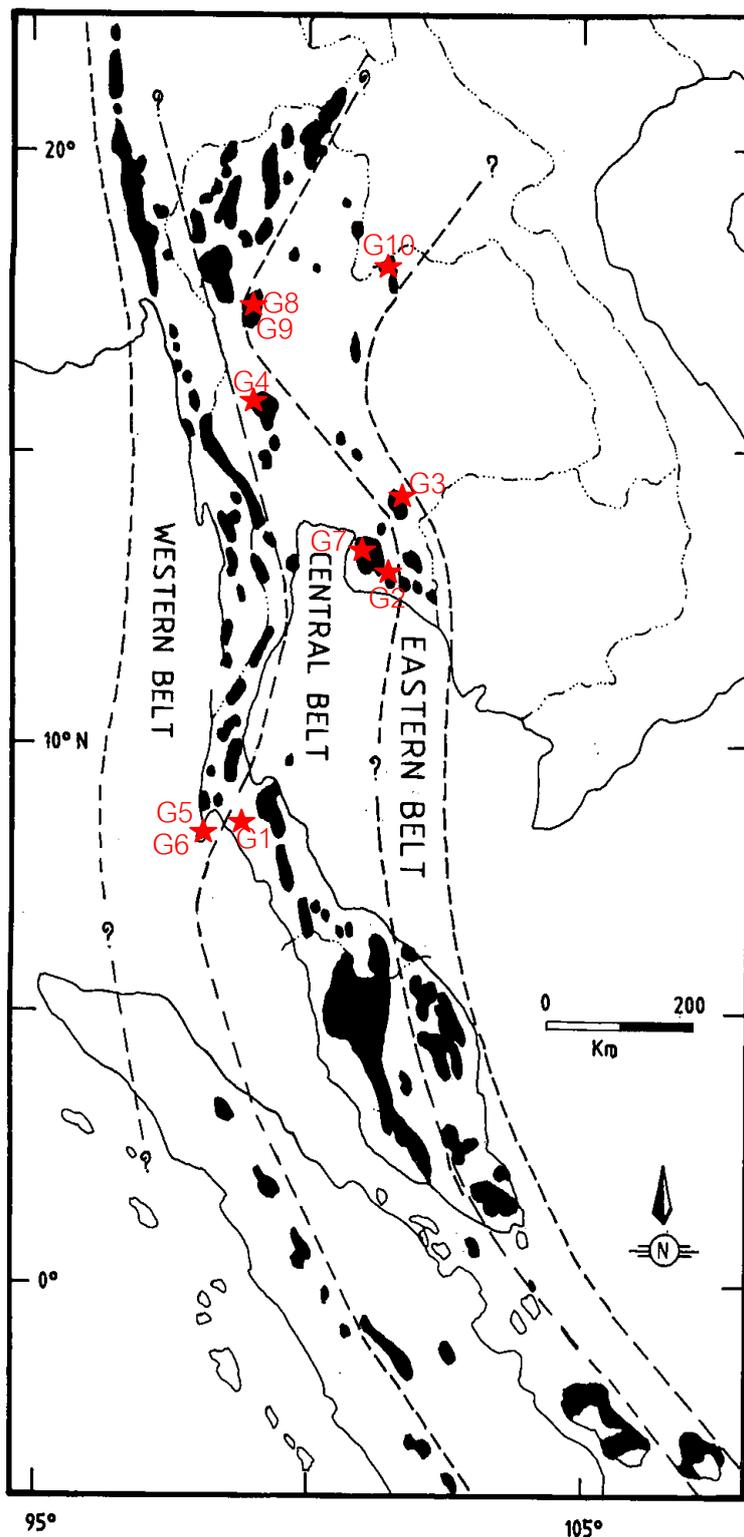 ?
?
20°
?
G10
G8
G9
G4
G3
G7
G2
WESTERN BELT
CENTRAL BELT
EASTERN BELT
10° N
?
G5
G6
G1
?
0
200
Km
?
N
0°
95°
105°